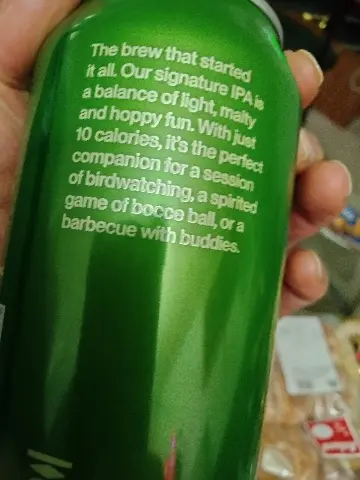 The brew that started
it all. Our signature IPA is
a balance of light, malty
and hoppy fun. With just
10 calories, it's the perfect
companion for a session
of birdwatching, a spirited
game of bocce ball, or a
barbecue with buddies.